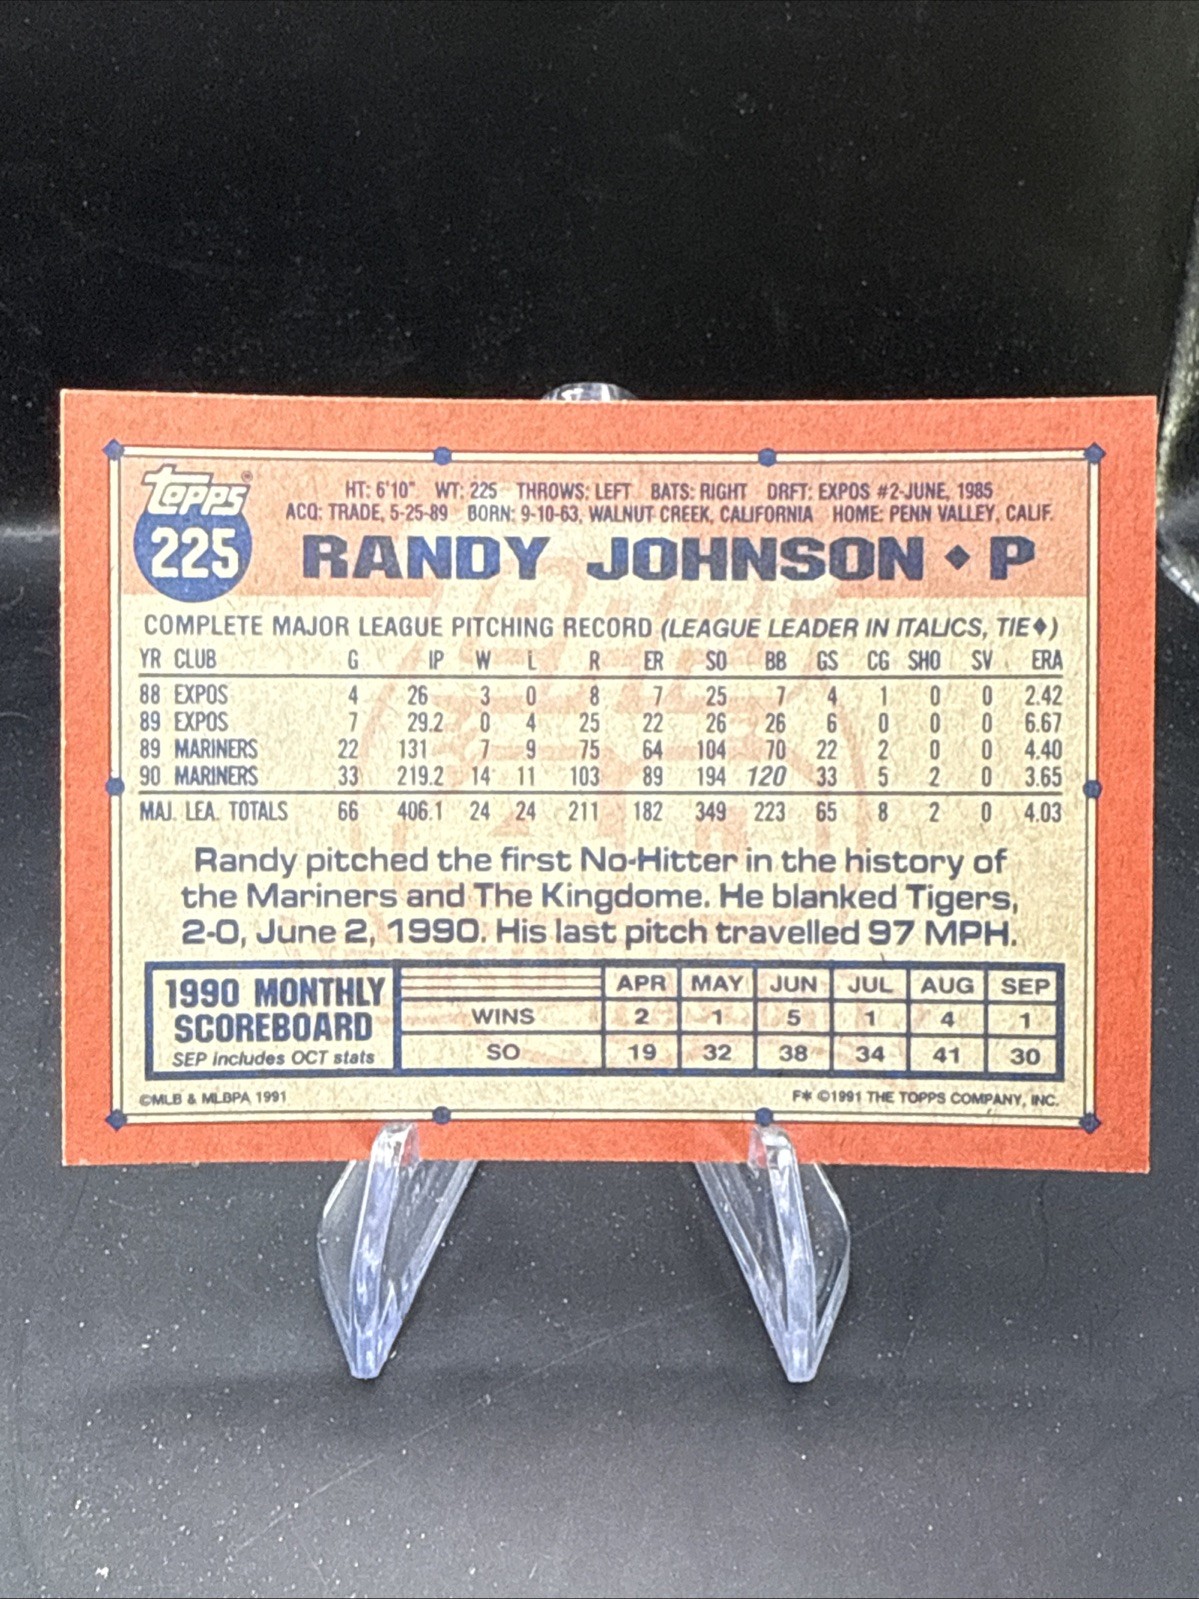 Topps®
225
HT: 6'10" WT: 225 THROWS: LEFT BATS: RIGHT DRFT: EXPOS #2-JUNE, 1985
ACQ: TRADE, 5-25-89 BORN: 9-10-63, WALNUT CREEK, CALIFORNIA HOME: PENN VALLEY, CALIF.
RANDY JOHNSON ◆ P
COMPLETE MAJOR LEAGUE PITCHING RECORD (LEAGUE LEADER IN ITALICS, TIE◆)
YR CLUB G IP W L R ER SO BB GS CG SHO SV ERA
88 EXPOS 4 26 3 0 8 7 25 7 4 1 0 0 2.42
89 EXPOS 7 29.2 0 4 25 22 26 26 6 0 0 0 6.67
89 MARINERS 22 131 7 9 75 64 104 70 22 2 0 0 4.40
90 MARINERS 33 219.2 14 11 103 89 194 120 33 5 2 0 3.65
MAJ. LEA. TOTALS 66 406.1 24 24 211 182 349 223 65 8 2 0 4.03
Randy pitched the first No-Hitter in the history of
the Mariners and The Kingdome. He blanked Tigers,
2-0, June 2, 1990. His last pitch travelled 97 MPH.
1990 MONTHLY
SCOREBOARD
SEP includes OCT stats
APR MAY JUN JUL AUG SEP
WINS 2 1 5 1 4 1
SO 19 32 38 34 41 30
©MLB & MLBPA 1991
F* ©1991 THE TOPPS COMPANY, INC.